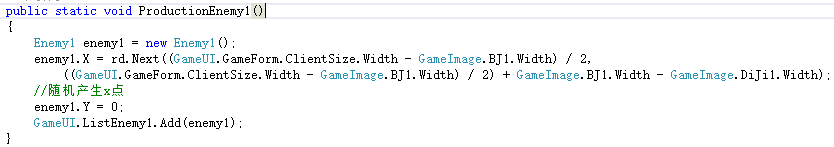 public static void ProductionEnemy1()
{
Enemy1 enemy1 = new Enemy1();
enemy1.X = rd.Next((GameUI.GameForm.ClientSize.Width - GameImage.BJ1.Width) / 2,
((GameUI.GameForm.ClientSize.Width - GameImage.BJ1.Width) / 2) + GameImage.BJ1.Width - GameImage.DiJi1.Width);
//随机产生x点
enemy1.Y = 0;
GameUI.ListEnemy1.Add(enemy1);
}